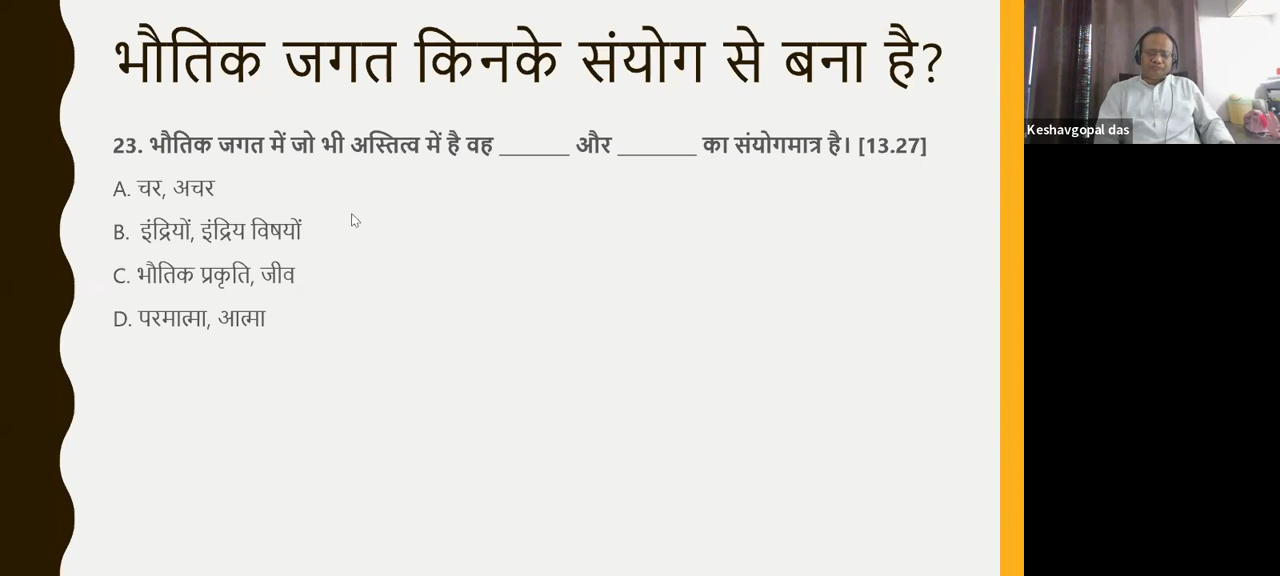 भौतिक जगत किनके संयोग से बना है?
23. भौतिक जगत में जो भी अस्तित्व में है वह _______ और ________ का संयोगमात्र है। [13.27]
A. चर, अचर
B. इंद्रियों, इंद्रिय विषयों
C. भौतिक प्रकृति, जीव
D. परमात्मा, आत्मा
Keshavgopal das